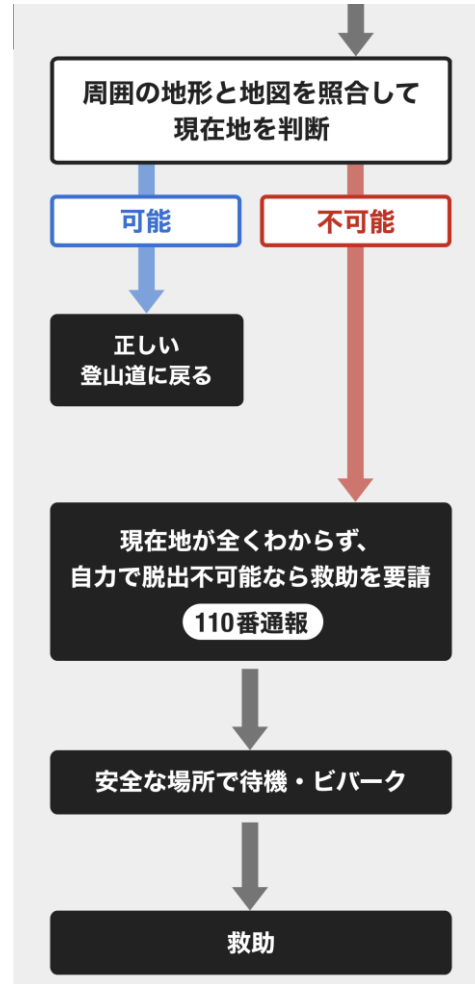 周囲の地形と地図を照合して
現在地を判断
可能
不可能
正しい
登山道に戻る
現在地が全くわからず、
自力で脱出不可能なら救助を要請
110番通報
安全な場所で待機・ビバーク
救助